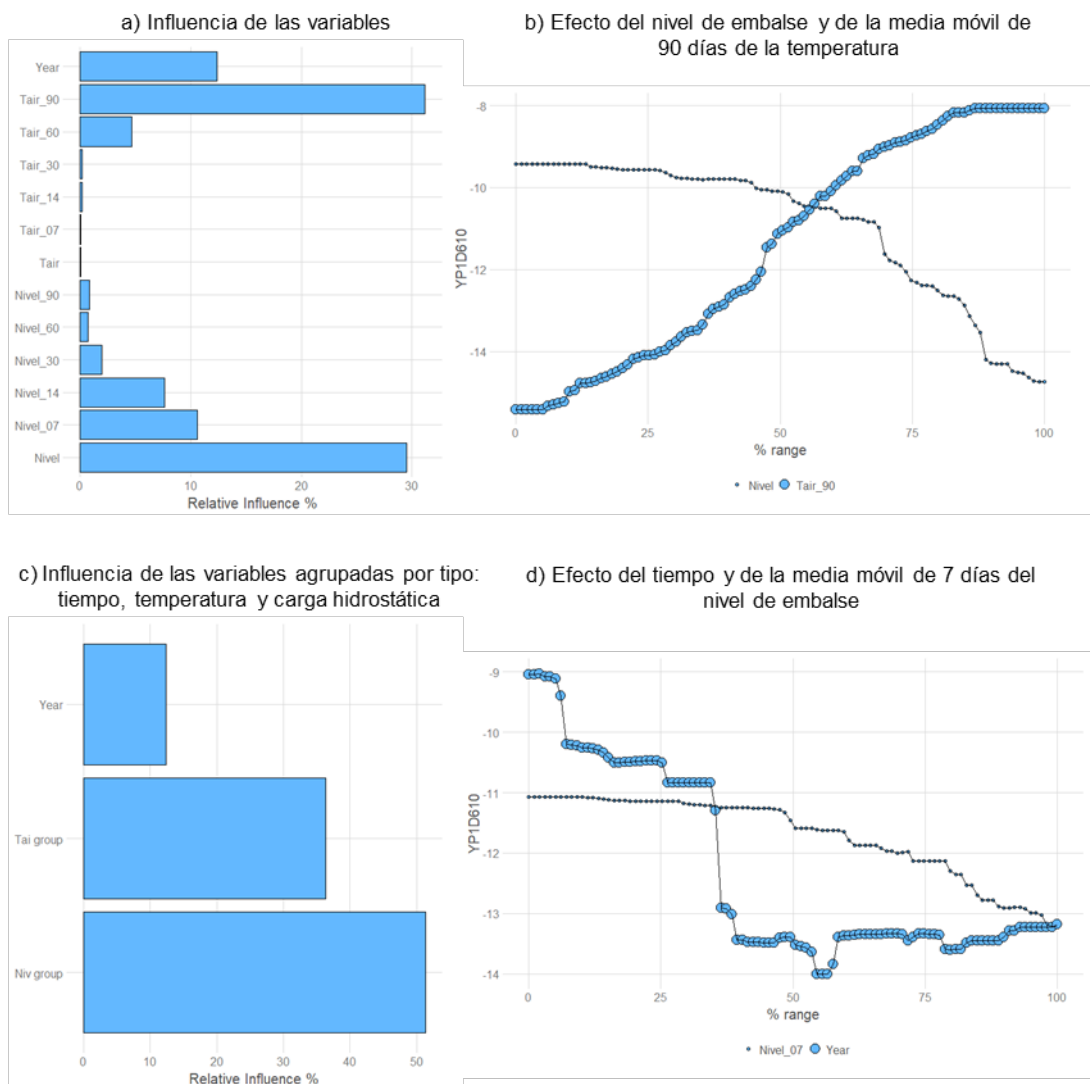 a) Influencia de las variables
Year
Tair_90
Tair_60
Tair_30
Tair_14
Tair_07
Tair
Nivel_90
Nivel_60
Nivel_30
Nivel_14
Nivel_07
Nivel
0 10 20 30
Relative Influence %
b) Efecto del nivel de embalse y de la media móvil de
90 días de la temperatura
YP1D610
-8
-10
-12
-14
0 25 50 75 100
% range
Nivel Tair_90
c) Influencia de las variables agrupadas por tipo:
tiempo, temperatura y carga hidrostática
Year
Tai group
Niv group
0 10 20 30 40 50
Relative Influence %
d) Efecto del tiempo y de la media móvil de 7 días del
nivel de embalse
YP1D610
-9
-10
-11
-12
-13
-14
0 25 50 75 100
% range
Nivel_07 Year